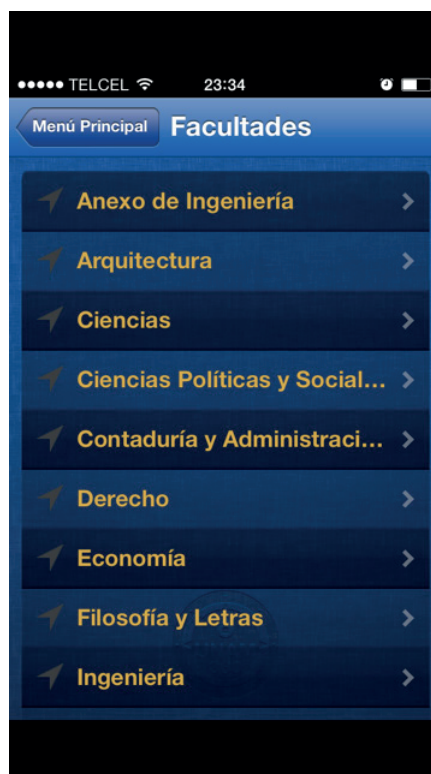 TELCEL 23:34
Menú Principal Facultades
Anexo de Ingeniería
Arquitectura
Ciencias
Ciencias Políticas y Social...
Contaduría y Administraci...
Derecho
Economía
Filosofía y Letras
Ingeniería